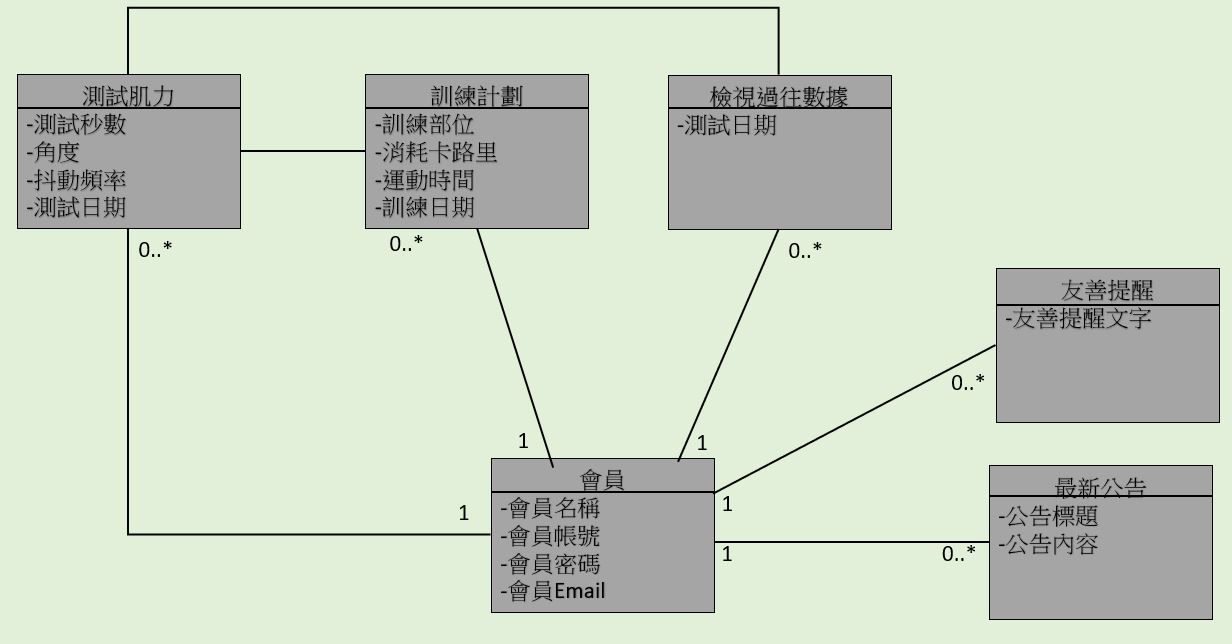 測試肌力
-測試秒數
-角度
-抖動頻率
-測試日期
訓練計劃
-訓練部位
-消耗卡路里
-運動時間
-訓練日期
檢視過往數據
-測試日期
0..*
0..*
0..*
友善提醒
-友善提醒文字
0..*
1
1
1
1
1
0..*
會員
-會員名稱
-會員帳號
-會員密碼
-會員Email
最新公告
-公告標題
-公告內容